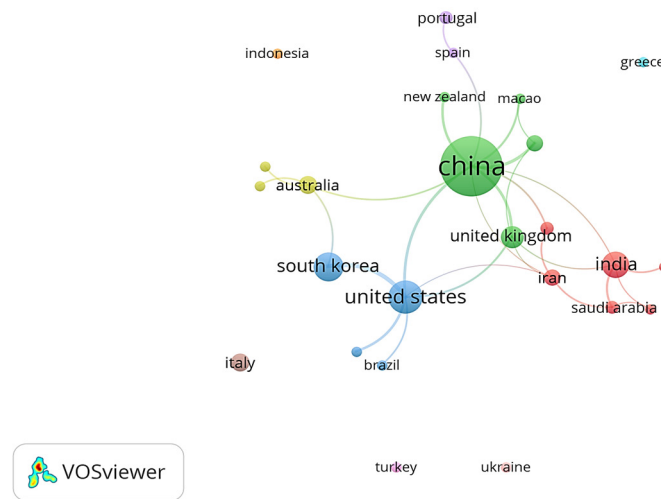 portugal
indonesia
spain
greece
new zealand
macao
china
australia
united kingdom
south korea
india
iran
united states
saudi arabia
italy
brazil
turkey
ukraine
VOSviewer